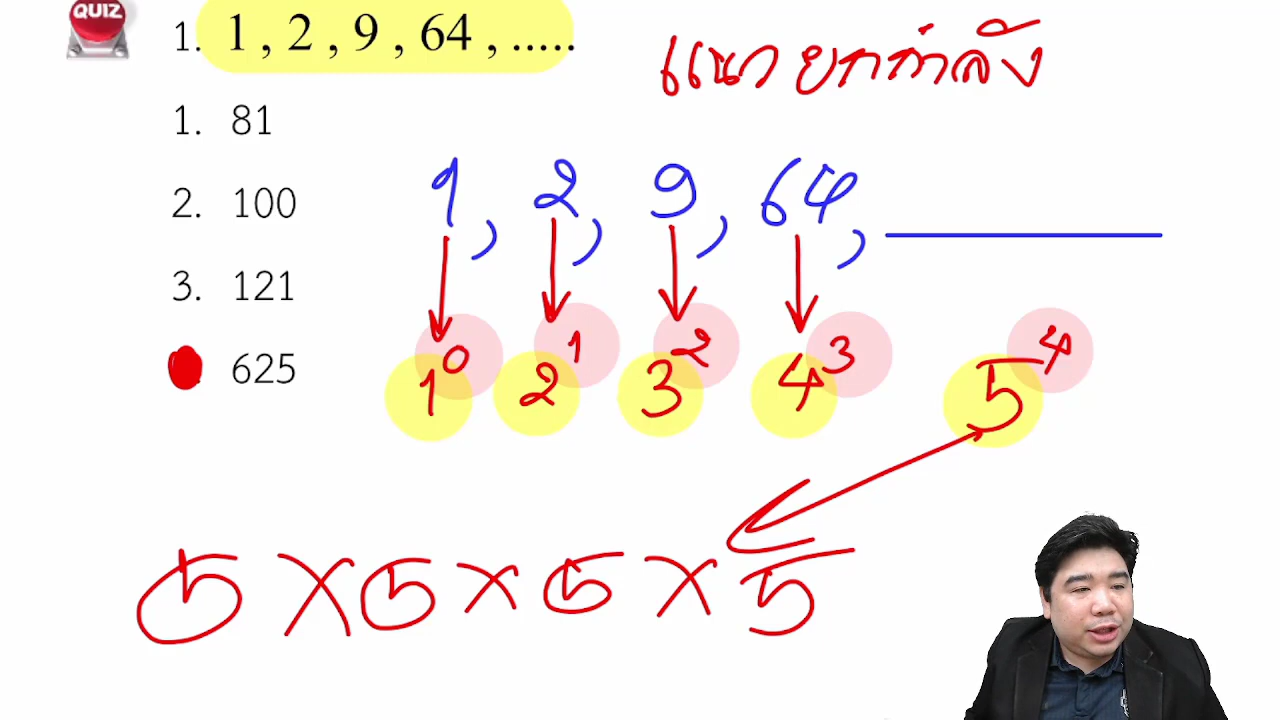 QUIZ
1. 1 , 2 , 9 , 64 , .....
แนวยกกำลัง
1. 81
2. 100
3. 121
625
1, 2, 9, 64,
1⁰ 2¹ 3² 4³ 5⁴
5 × 5 × 5 × 5